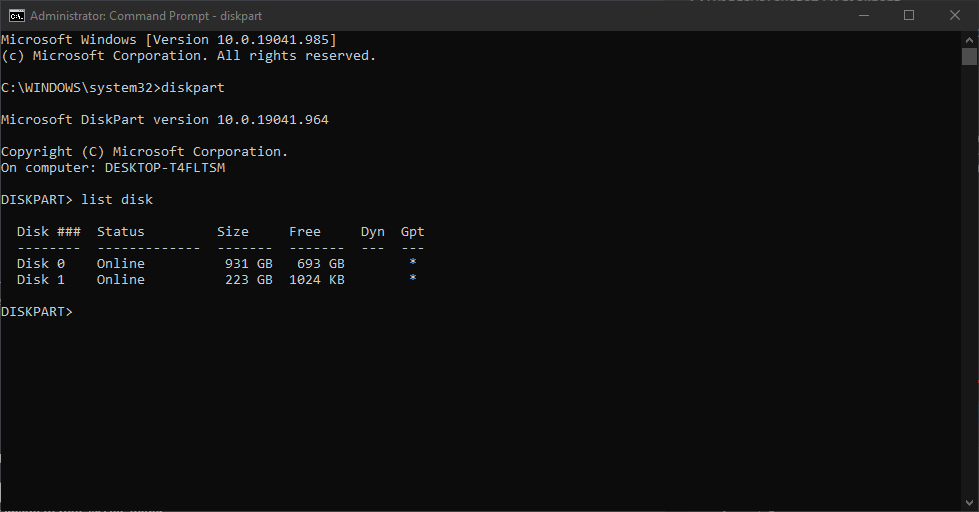 Administrator: Command Prompt - diskpart
Microsoft Windows [Version 10.0.19041.985]
(c) Microsoft Corporation. All rights reserved.
C:\WINDOWS\system32>diskpart
Microsoft DiskPart version 10.0.19041.964
Copyright (C) Microsoft Corporation.
On computer: DESKTOP-T4FLTSM
DISKPART> list disk
  Disk ###  Status         Size     Free     Dyn  Gpt
  --------  -------------  -------  -------  ---  ---
  Disk 0    Online          931 GB   693 GB        *
  Disk 1    Online          223 GB  1024 KB        *
DISKPART>